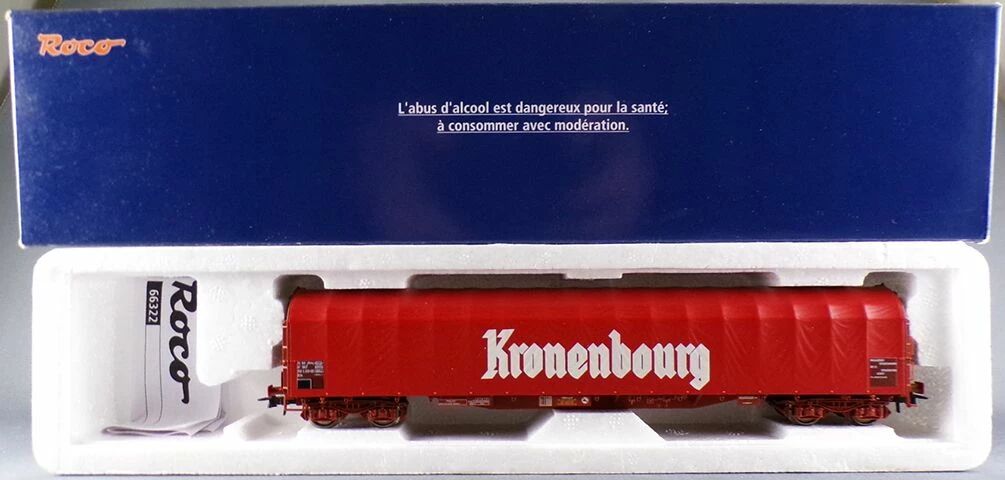 Roco
L'abus d'alcool est dangereux pour la santé;
à consommer avec modération.
Roco
66322
Kronenbourg